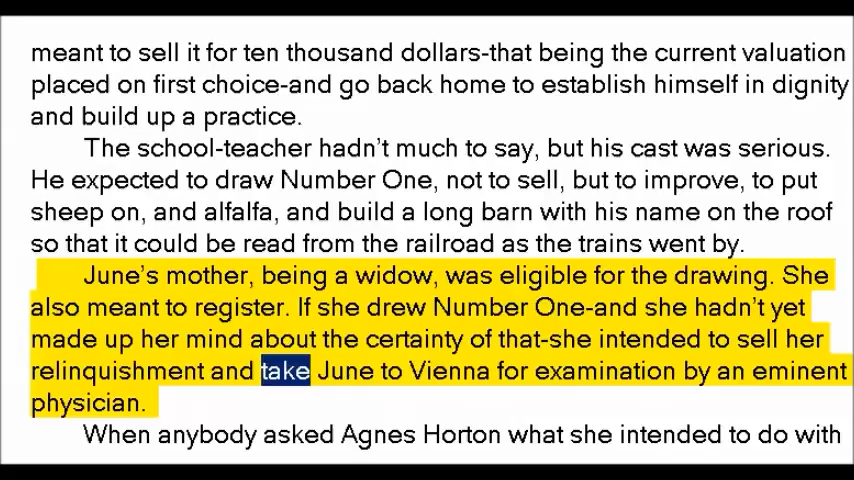 meant to sell it for ten thousand dollars-that being the current valuation
placed on first choice-and go back home to establish himself in dignity
and build up a practice.
The school-teacher hadn't much to say, but his cast was serious.
He expected to draw Number One, not to sell, but to improve, to put
sheep on, and alfalfa, and build a long barn with his name on the roof
so that it could be read from the railroad as the trains went by.
June's mother, being a widow, was eligible for the drawing. She
also meant to register. If she drew Number One-and she hadn't yet
made up her mind about the certainty of that-she intended to sell her
relinquishment and take June to Vienna for examination by an eminent
physician.
When anybody asked Agnes Horton what she intended to do with